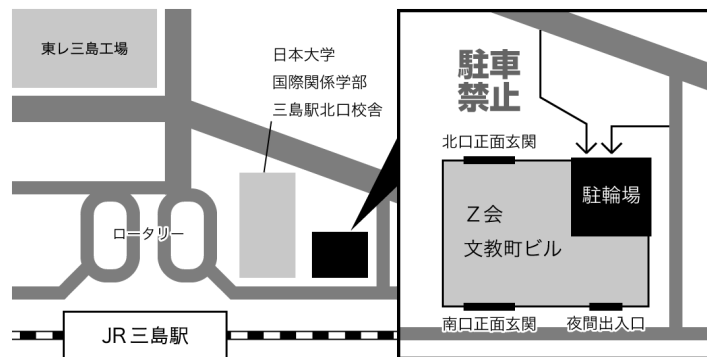 東レ三島工場
日本大学
国際関係学部
三島駅北口校舎
ロータリー
JR三島駅
駐車
禁止
北口正面玄関
駐輪場
Z会
文教町ビル
南口正面玄関
夜間出入口